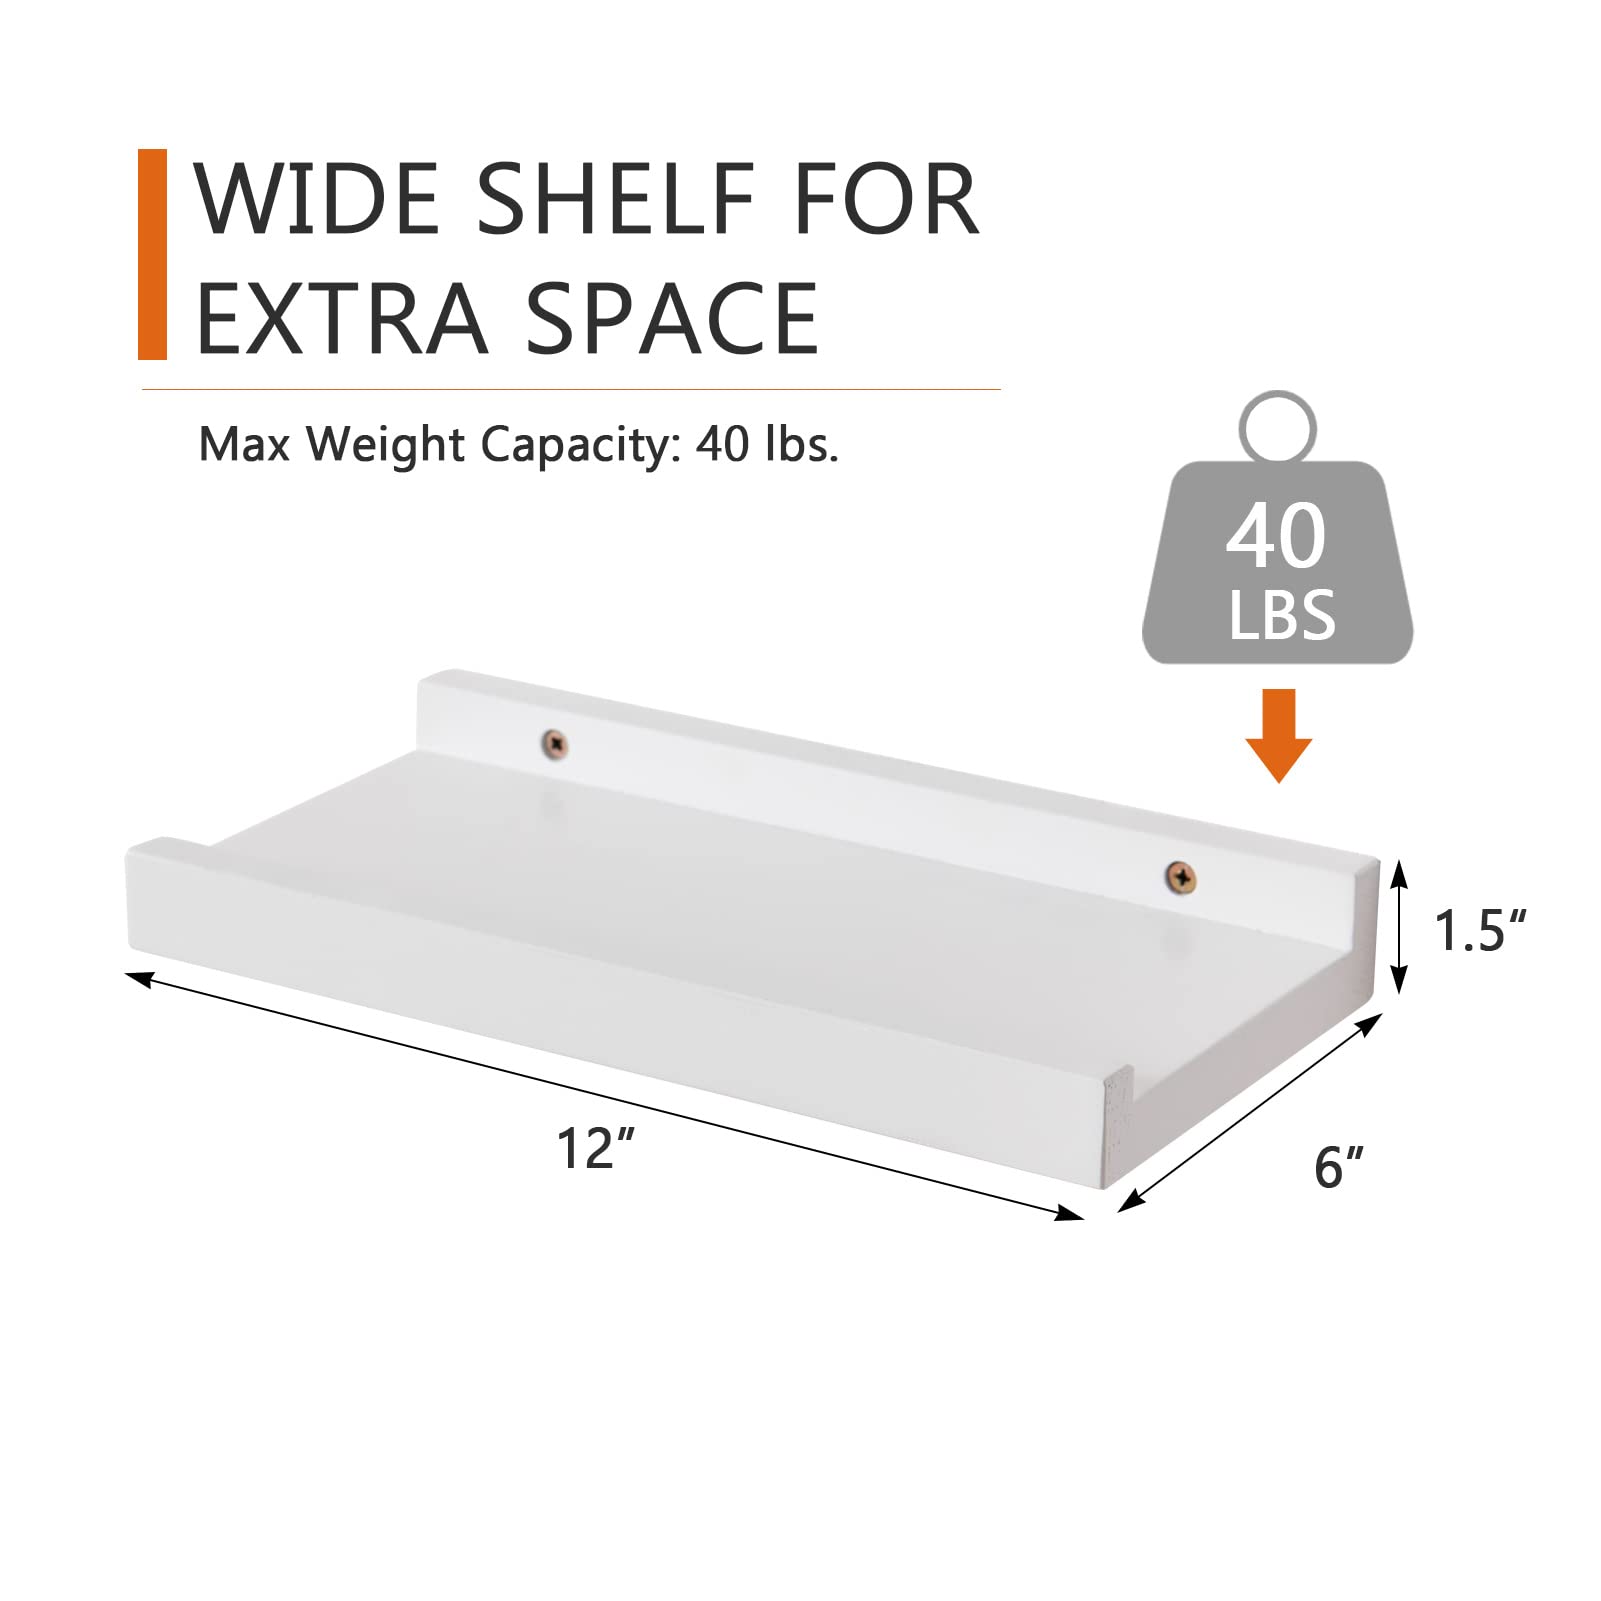 WIDE SHELF FOR
EXTRA SPACE
Max Weight Capacity: 40 lbs.
40
LBS
1.5“
12”
6”